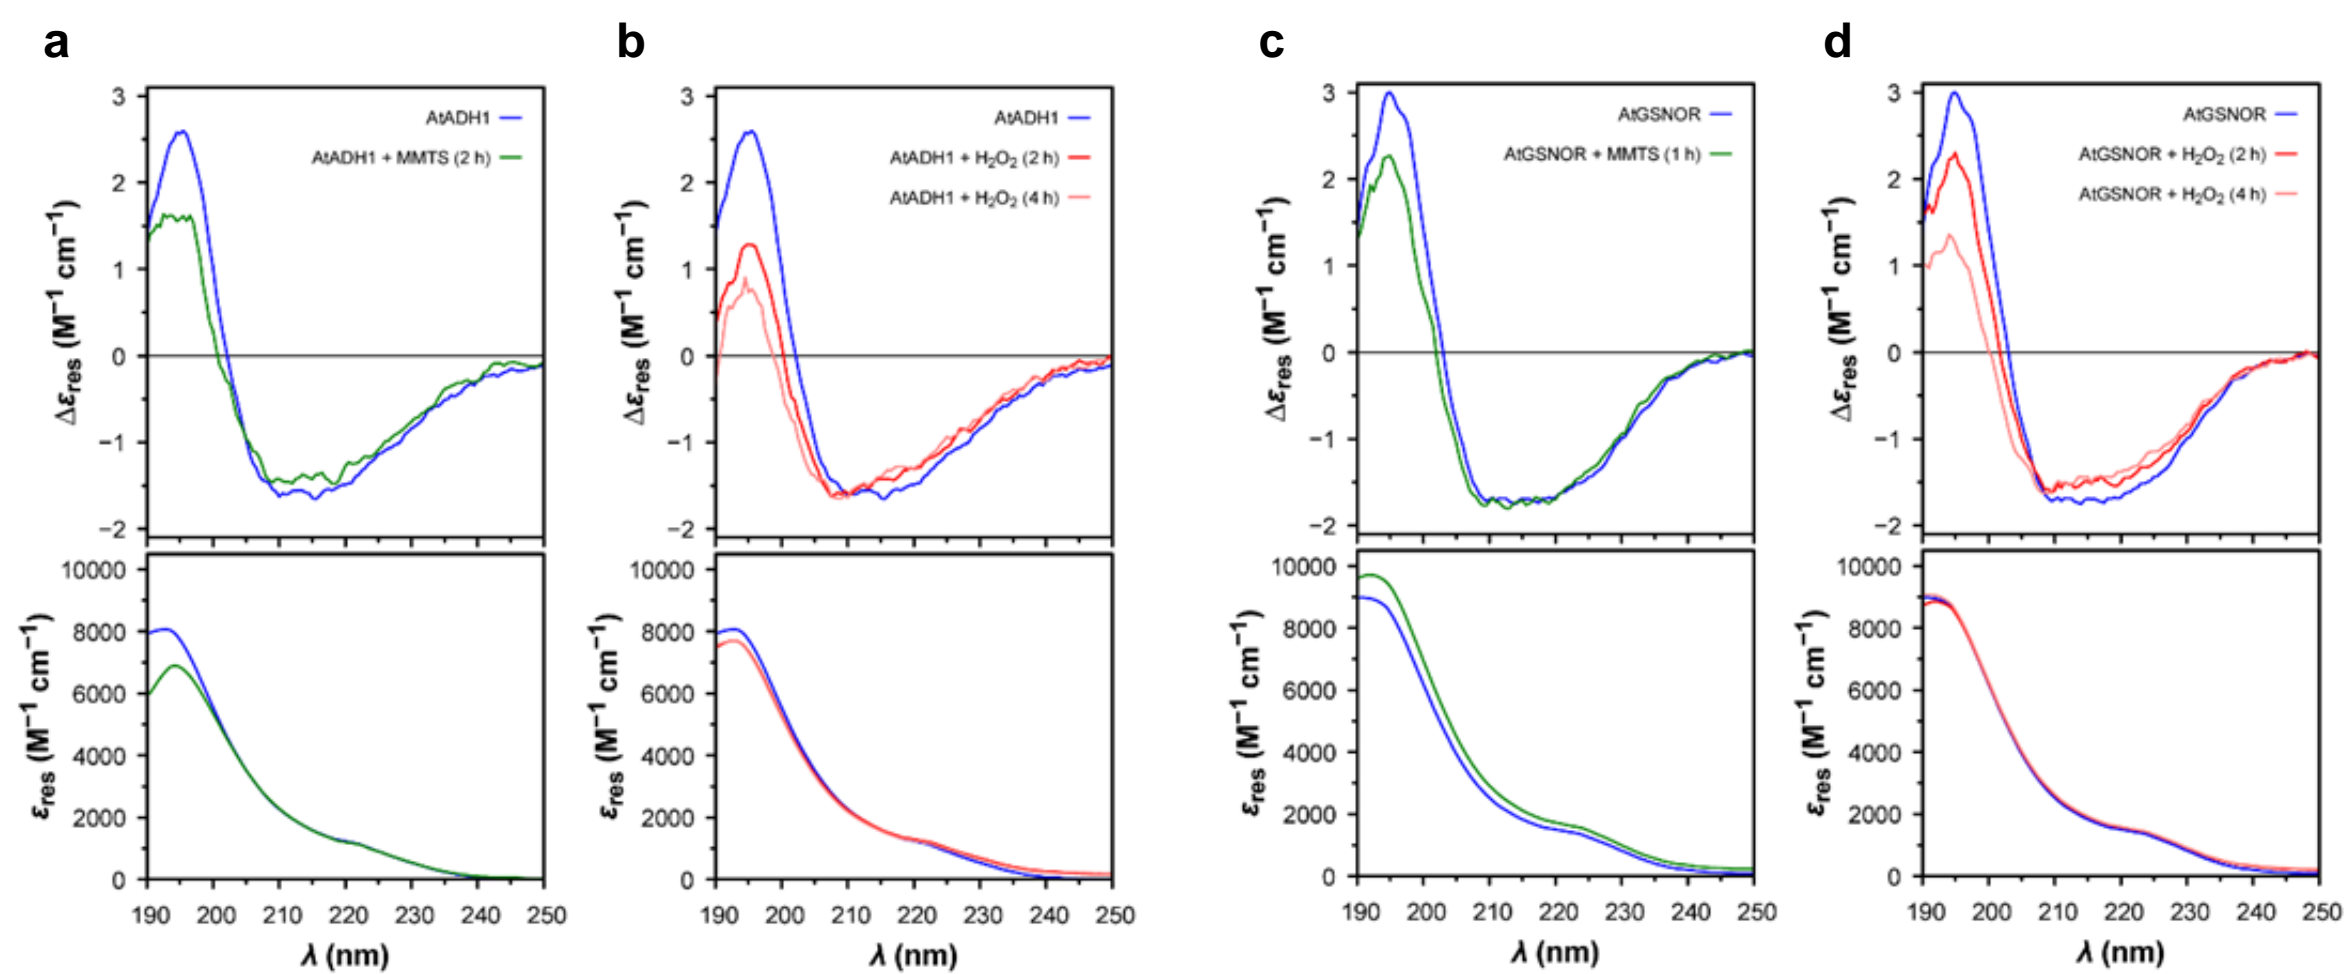 a
b
c
d
AtADH1
AtADH1 + MMTS (2 h)
3
2
1
0
−1
−2
Δεres (M−1 cm−1)
10000
8000
6000
4000
2000
0
εres (M−1 cm−1)
190 200 210 220 230 240 250
λ (nm)
AtADH1
AtADH1 + H2O2 (2 h)
AtADH1 + H2O2 (4 h)
3
2
1
0
−1
−2
Δεres (M−1 cm−1)
10000
8000
6000
4000
2000
0
εres (M−1 cm−1)
190 200 210 220 230 240 250
λ (nm)
AtGSNOR
AtGSNOR + MMTS (1 h)
3
2
1
0
−1
−2
Δεres (M−1 cm−1)
10000
8000
6000
4000
2000
0
εres (M−1 cm−1)
190 200 210 220 230 240 250
λ (nm)
AtGSNOR
AtGSNOR + H2O2 (2 h)
AtGSNOR + H2O2 (4 h)
3
2
1
0
−1
−2
Δεres (M−1 cm−1)
10000
8000
6000
4000
2000
0
εres (M−1 cm−1)
190 200 210 220 230 240 250
λ (nm)